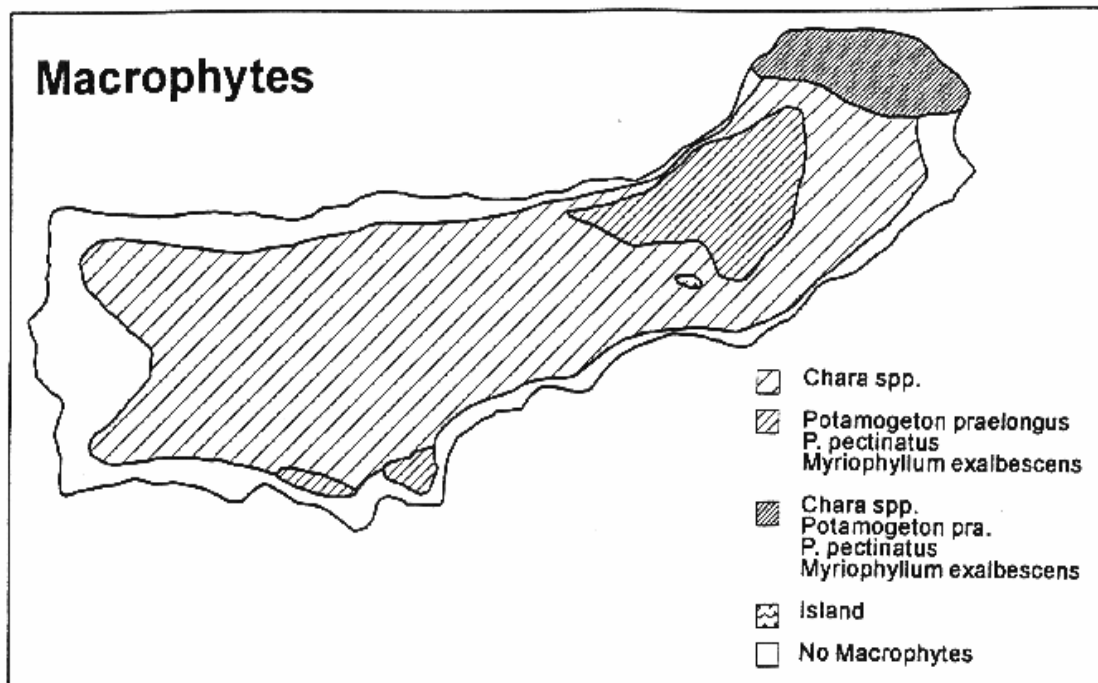 Macrophytes
Chara spp.
Potamogeton praelongus
P. pectinatus
Myriophyllum exalbescens
Chara spp.
Potamogeton pra.
P. pectinatus
Myriophyllum exalbescens
Island
No Macrophytes